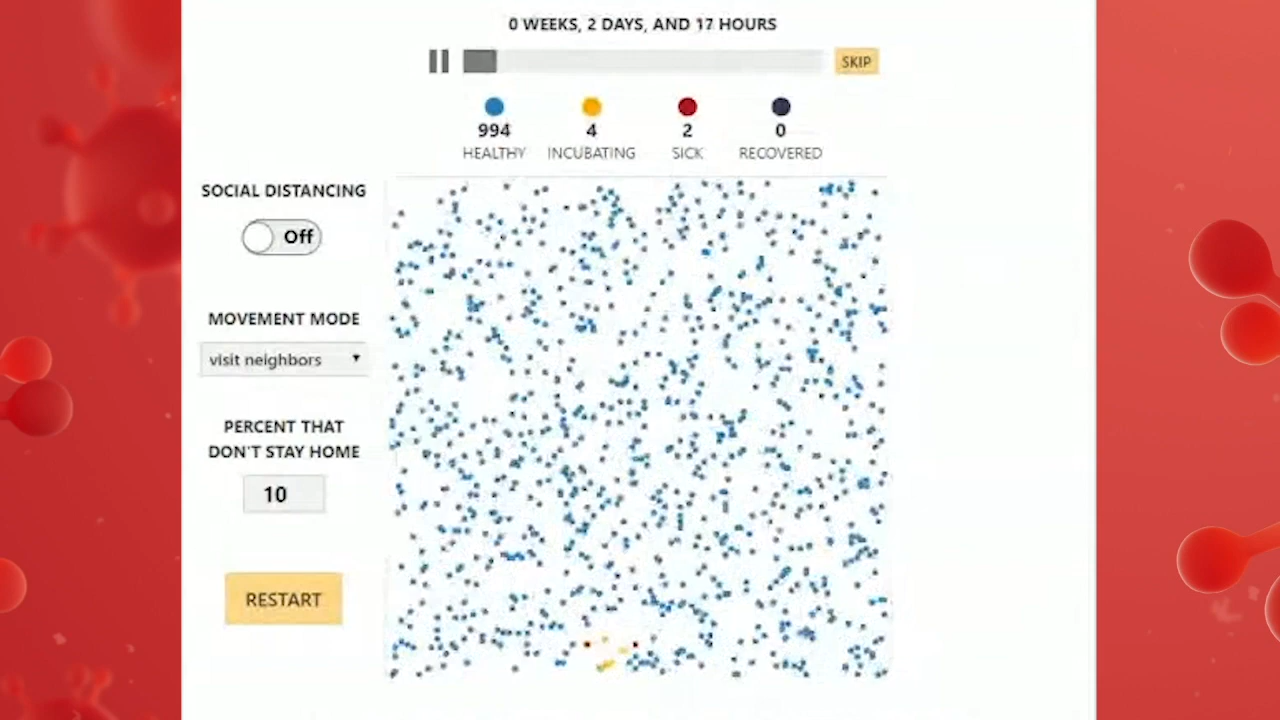 0 WEEKS, 2 DAYS, AND 17 HOURS
SKIP
994
4
2
0
HEALTHY
INCUBATING
SICK
RECOVERED
SOCIAL DISTANCING
Off
MOVEMENT MODE
visit neighbors
PERCENT THAT
DON'T STAY HOME
10
RESTART